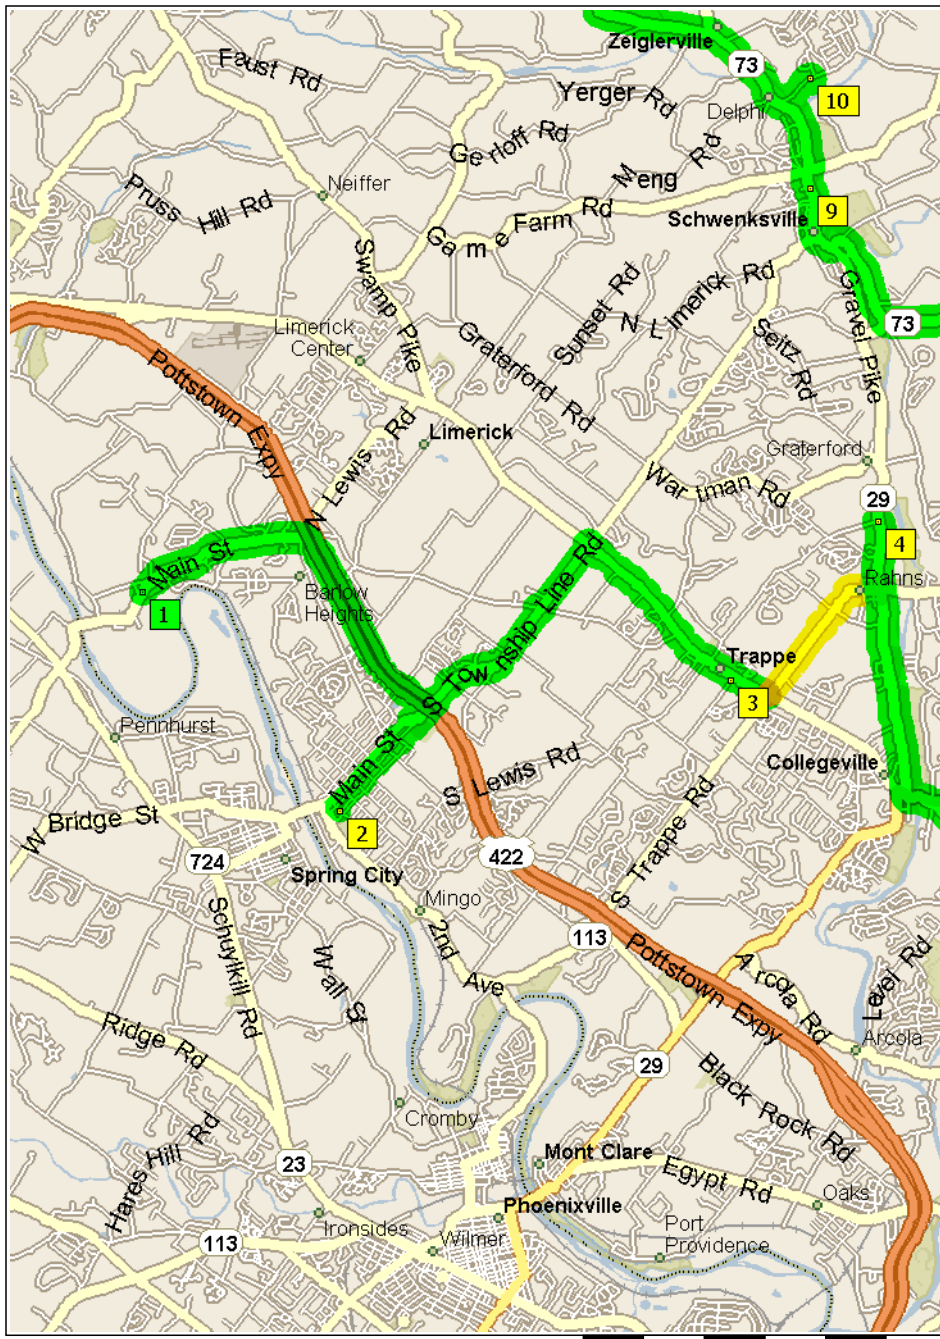 Zeiglerville
73
Faust Rd
Yerger Rd
10
Delphi
Gerloff Rd
Meng Rd
Neiffer
Pruss Hill Rd
9
Schwenksville
Game Farm Rd
Swamp Pike
Sunset Rd
N Limerick Rd
Gravel Pike
73
Limerick
Center
Graterford Rd
Seitz Rd
Pottstown Expy
N Lewis Rd
Limerick
Graterford
Wartman Rd
29
4
Main St
Rahns
1
Barlow
Heights
S Township Line Rd
Trappe
3
Pennhurst
Main St
S Lewis Rd
Collegeville
W Bridge St
2
S Trappe Rd
724
422
Spring City
Mingo
Schuylkill Rd
2nd Ave
113
Pottstown Expy
Wall St
Arcola Rd
Level Rd
Ridge Rd
Arcola
29
Black Rock Rd
Cromby
Hares Hill Rd
23
Mont Clare
Egypt Rd
Oaks
Phoenixville
Ironsides
113
Wilmer
Port
Providence